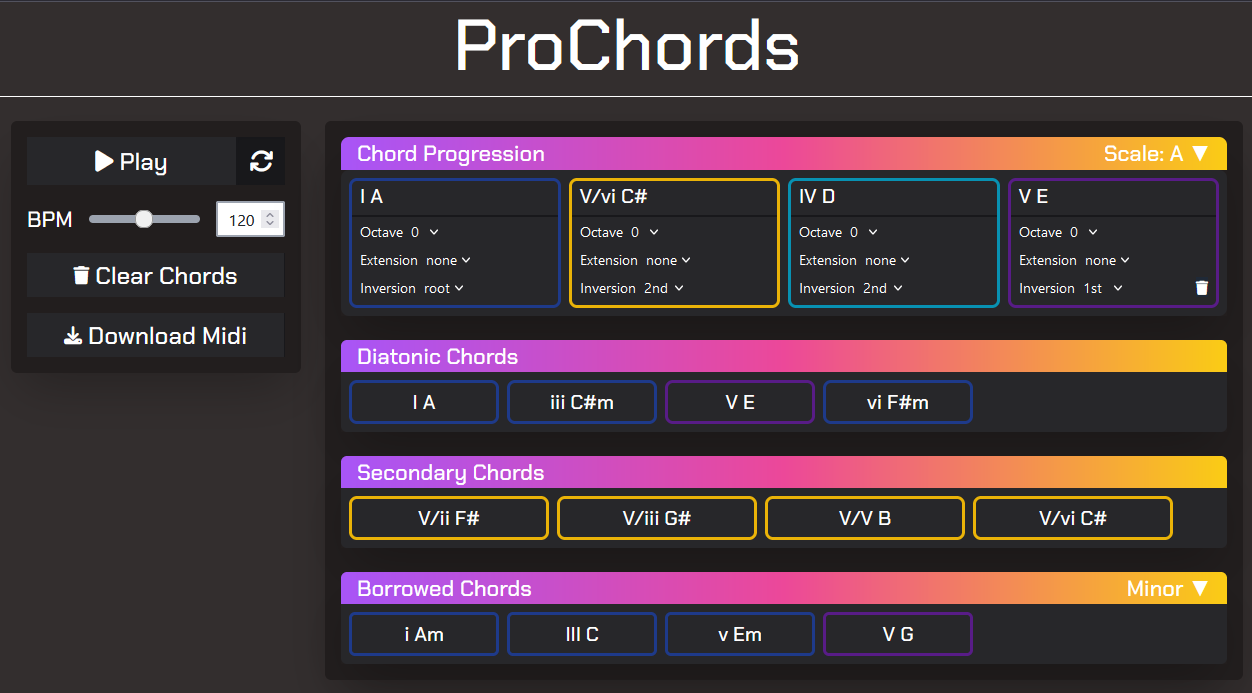 ProChords
Play
BPM 120
Clear Chords
Download Midi
Chord Progression Scale: A ▼
I A V/vi C# IV D V E
Octave 0 Octave 0 Octave 0 Octave 0
Extension none Extension none Extension none Extension none
Inversion root Inversion 2nd Inversion 2nd Inversion 1st
Diatonic Chords
I A iii C#m V E vi F#m
Secondary Chords
V/ii F# V/iii G# V/V B V/vi C#
Borrowed Chords Minor ▼
i Am III C v Em V G